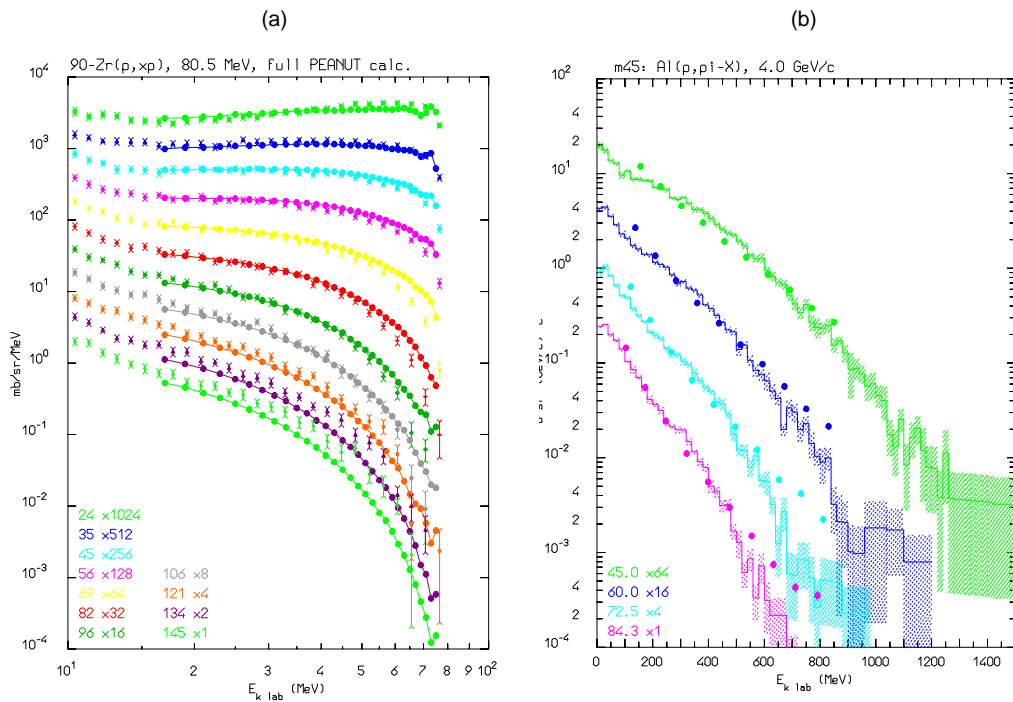 (a)
90-Zr(p,xp), 80.5 MeV, full PEANUT calc.
10^4
10^3
10^2
10^1
10^0
10^-1
10^-2
10^-3
10^-4
mb/sr/MeV
24 x1024
35 x512
45 x256
56 x128
69 x64
82 x32
96 x16
106 x8
121 x4
134 x2
145 x1
10^1 2 3 4 5 6 7 8 9 10^2
E_k lab (MeV)
(b)
m45: Al(p,pi-X), 4.0 GeV/c
10^2
4
2
10^1
4
2
10^0
4
2
10^-1
4
2
10^-2
4
2
10^-3
4
2
10^-4
45.0 x64
60.0 x16
72.5 x4
84.3 x1
0 200 400 600 800 1000 1200 1400
E_k lab (MeV)